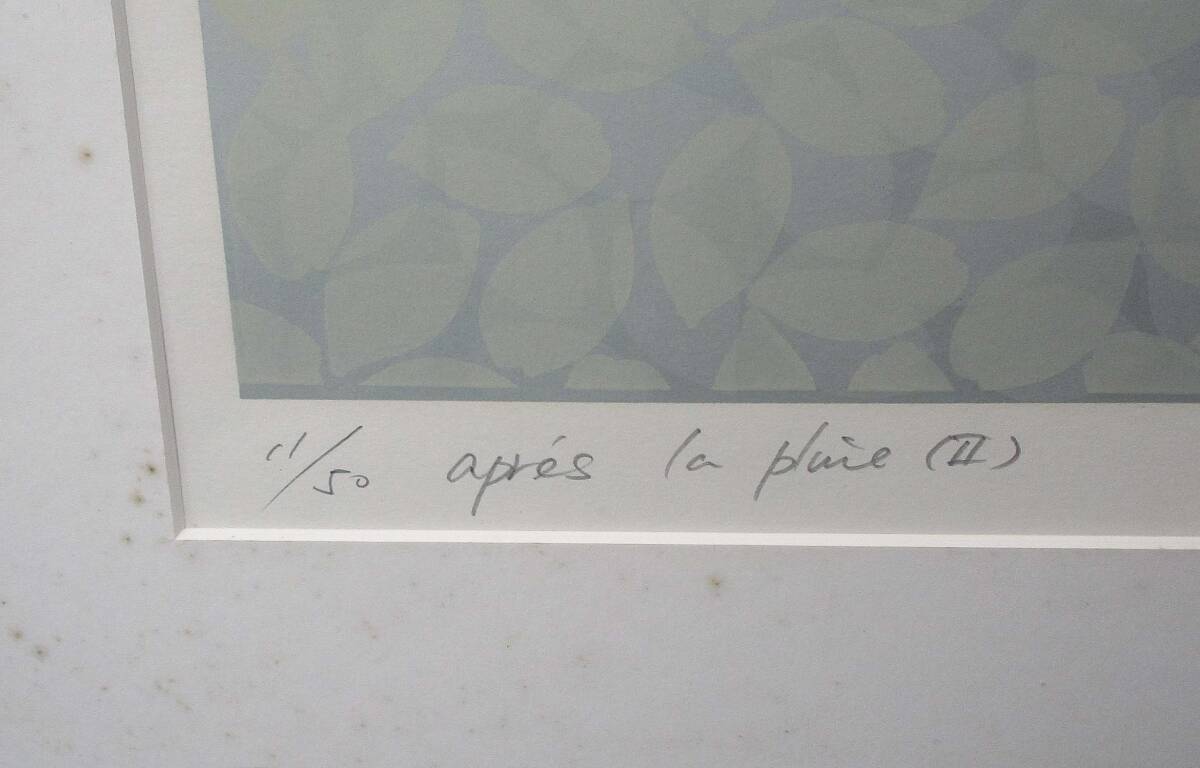 11/50 aprés la pluie (II)